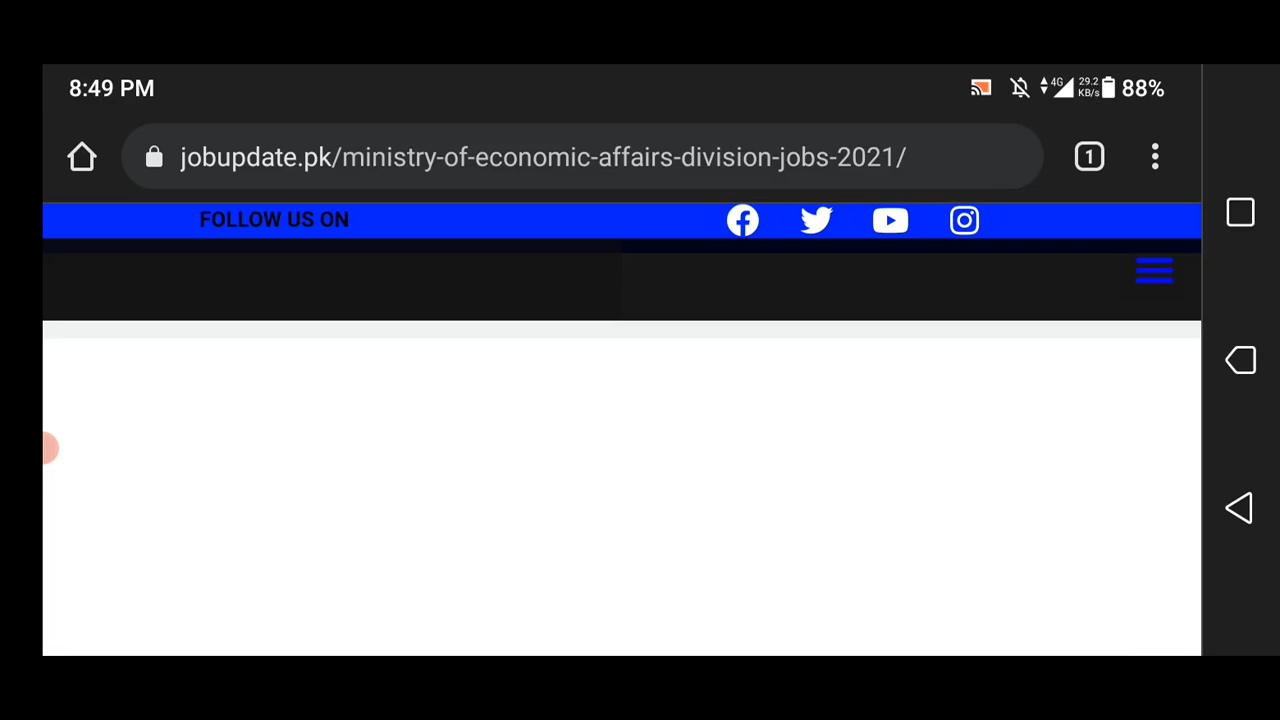 8:49 PM
4G
29.2
KB/s
88%
jobupdate.pk/ministry-of-economic-affairs-division-jobs-2021/
1
FOLLOW US ON